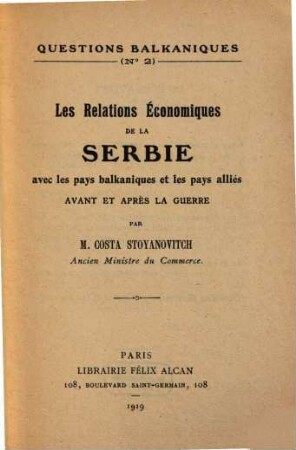 QUESTIONS BALKANIQUES
(Nº 2)
Les Relations Économiques
DE LA
SERBIE
avec les pays balkaniques et les pays alliés
AVANT ET APRÈS LA GUERRE
PAR
M. COSTA STOYANOVITCH
Ancien Ministre du Commerce.
PARIS
LIBRAIRIE FÉLIX ALCAN
108, BOULEVARD SAINT-GERMAIN, 108
1919